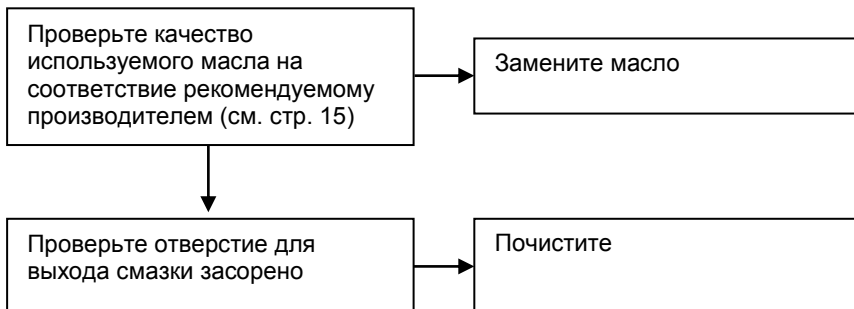 Проверьте качество
используемого масла на
соответствие рекомендуемому
производителем (см. стр. 15)
Замените масло
Проверьте отверстие для
выхода смазки засорено
Почистите